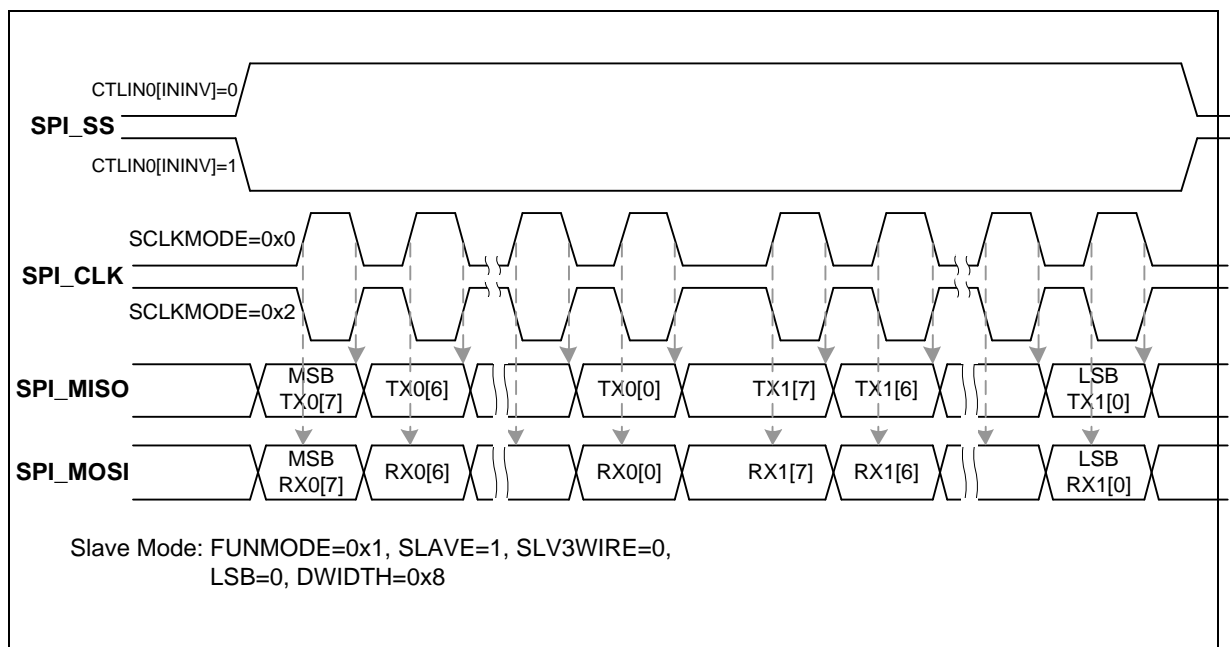 CTLIN0[ININV]=0
SPI_SS
CTLIN0[ININV]=1
SCLKMODE=0x0
SPI_CLK
SCLKMODE=0x2
SPI_MISO
MSB
TX0[7]
TX0[6]
TX0[0]
TX1[7]
TX1[6]
LSB
TX1[0]
SPI_MOSI
MSB
RX0[7]
RX0[6]
RX0[0]
RX1[7]
RX1[6]
LSB
RX1[0]
Slave Mode: FUNMODE=0x1, SLAVE=1, SLV3WIRE=0,
LSB=0, DWIDTH=0x8